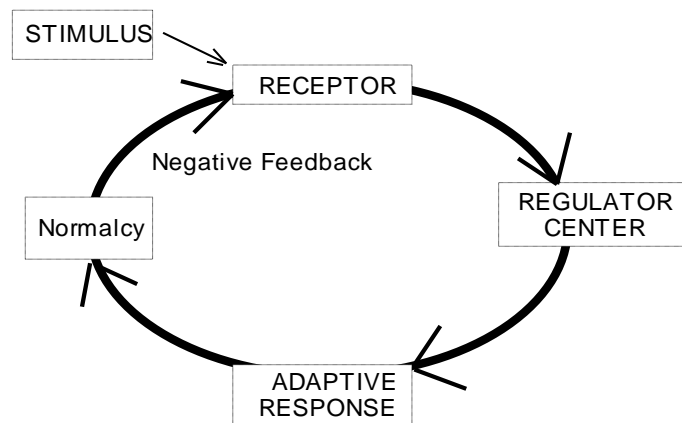 STIMULUS
RECEPTOR
Negative Feedback
Normalcy
REGULATOR
CENTER
ADAPTIVE
RESPONSE